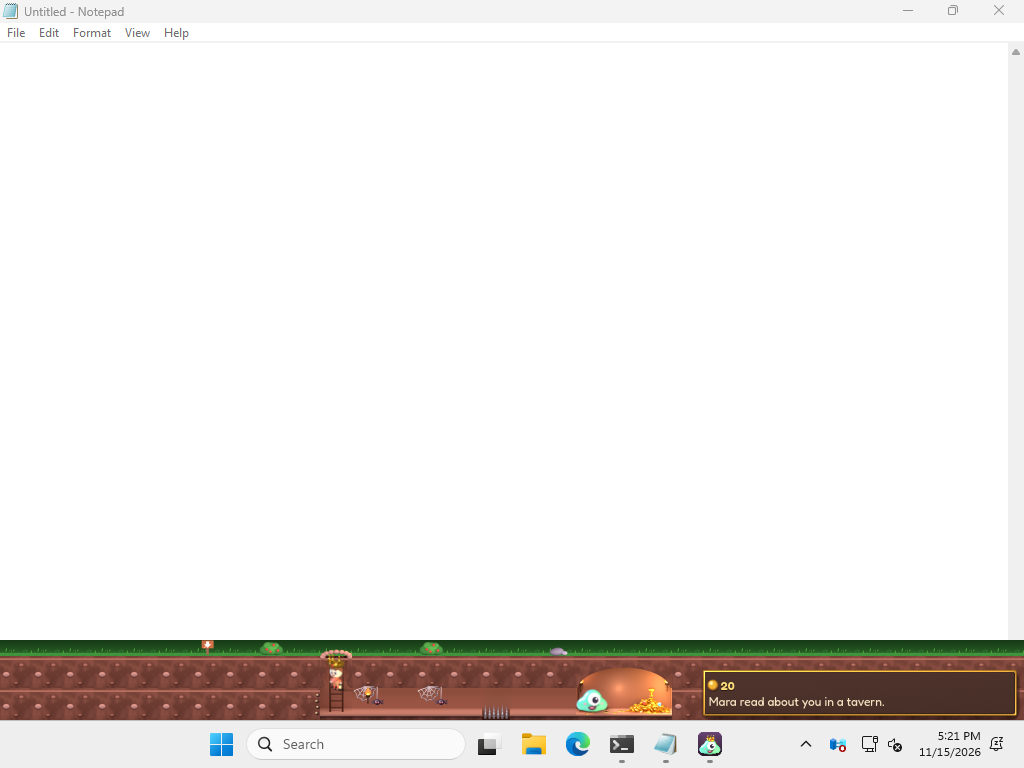 Untitled - Notepad
File Edit Format View Help
20
Mara read about you in a tavern.
Search
5:21 PM
11/15/2026